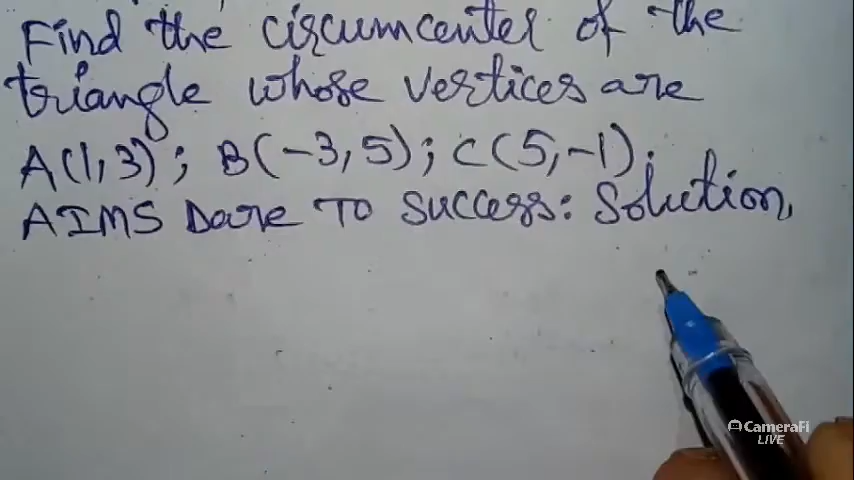 Find the circumcenter of the
triangle whose vertices are
A(1,3); B(-3,5); C(5,-1).
AIMS Dare To Success: Solution,
CameraFi
LIVE